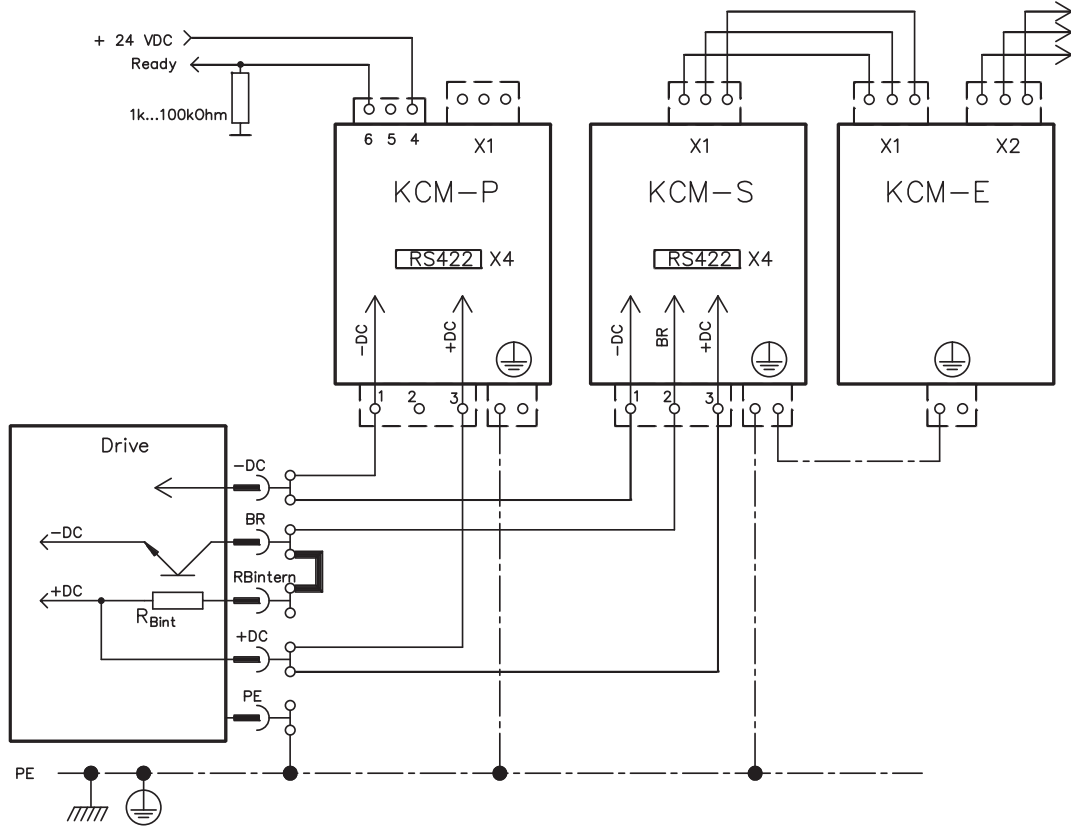 + 24 VDC
Ready
1k...100kOhm
6 5 4
X1
KCM-P
RS422 X4
-DC
+DC
1 2 3
X1
KCM-S
RS422 X4
-DC
BR
+DC
1 2 3
X1 X2
KCM-E
Drive
-DC
BR
-DC
RBintern
+DC
RBint
+DC
PE
PE